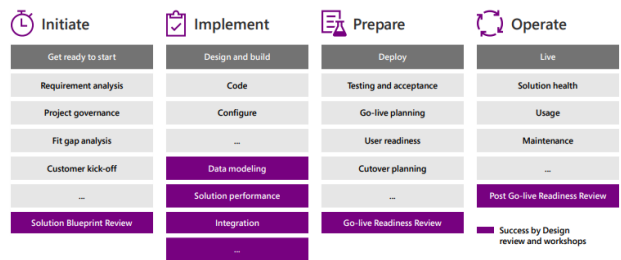 Initiate
Get ready to start
Requirement analysis
Project governance
Fit gap analysis
Customer kick-off
...
Solution Blueprint Review
Implement
Design and build
Code
Configure
...
Data modeling
Solution performance
Integration
...
Prepare
Deploy
Testing and acceptance
Go-live planning
User readiness
Cutover planning
...
Go-live Readiness Review
Operate
Live
Solution health
Usage
Maintenance
...
Post Go-live Readiness Review
Success by Design
review and workshops